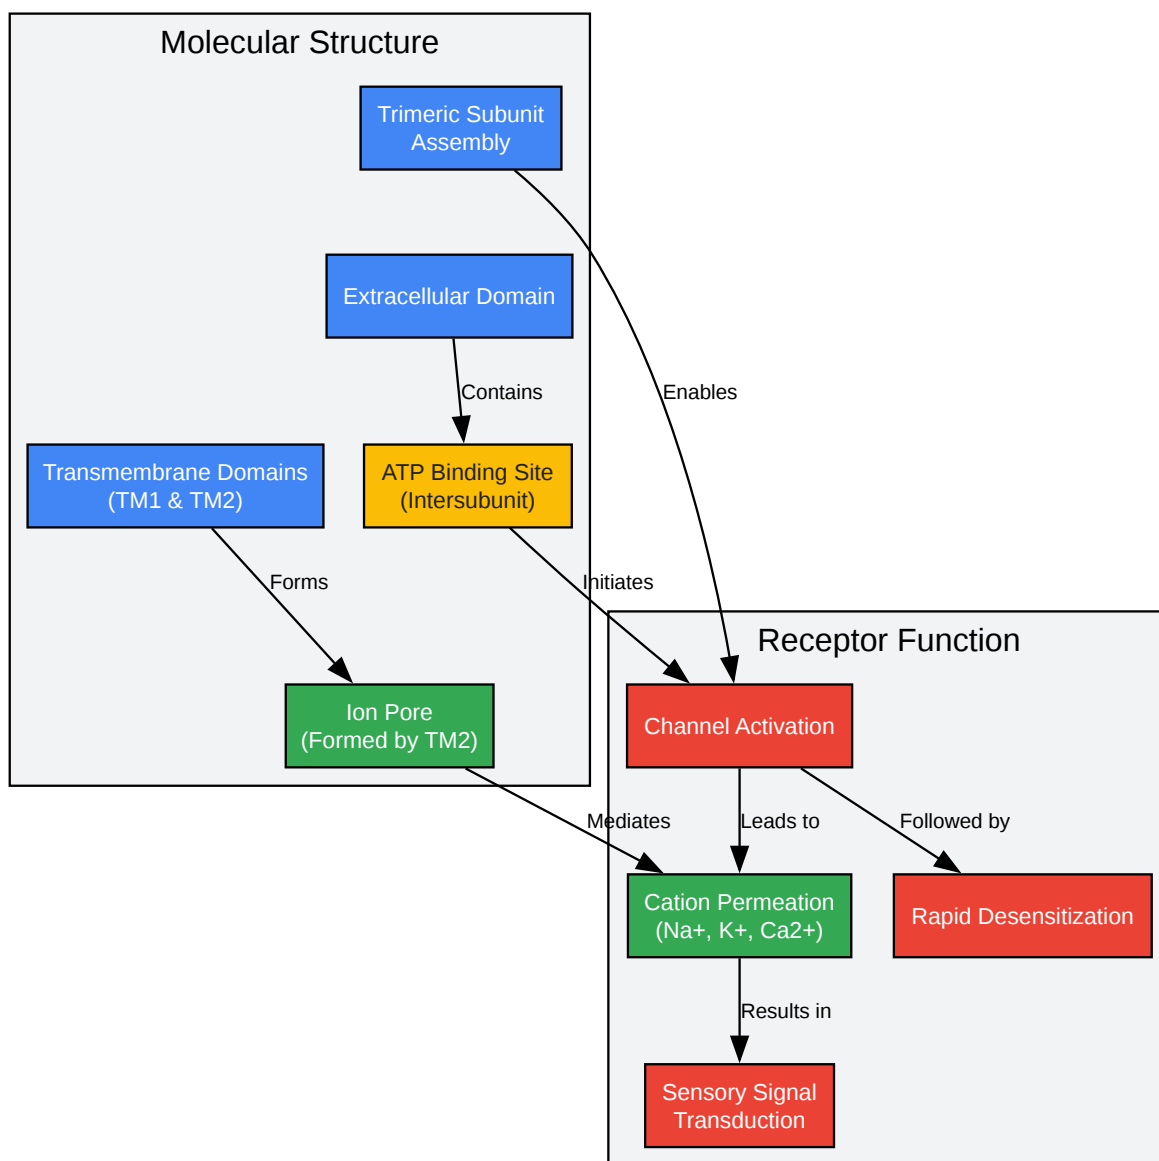 Molecular Structure
Trimeric Subunit
Assembly
Extracellular Domain
Contains
Enables
Transmembrane Domains
(TM1 & TM2)
ATP Binding Site
(Intersubunit)
Forms
Initiates
Receptor Function
Ion Pore
(Formed by TM2)
Channel Activation
Mediates
Leads to
Followed by
Cation Permeation
(Na+, K+, Ca2+)
Rapid Desensitization
Results in
Sensory Signal
Transduction